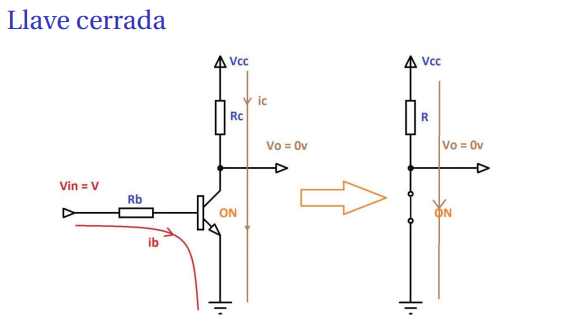 Llave cerrada
Vcc
ic
Rc
Vo = 0v
Vin = V
Rb
ON
ib
Vcc
R
Vo = 0v
ON